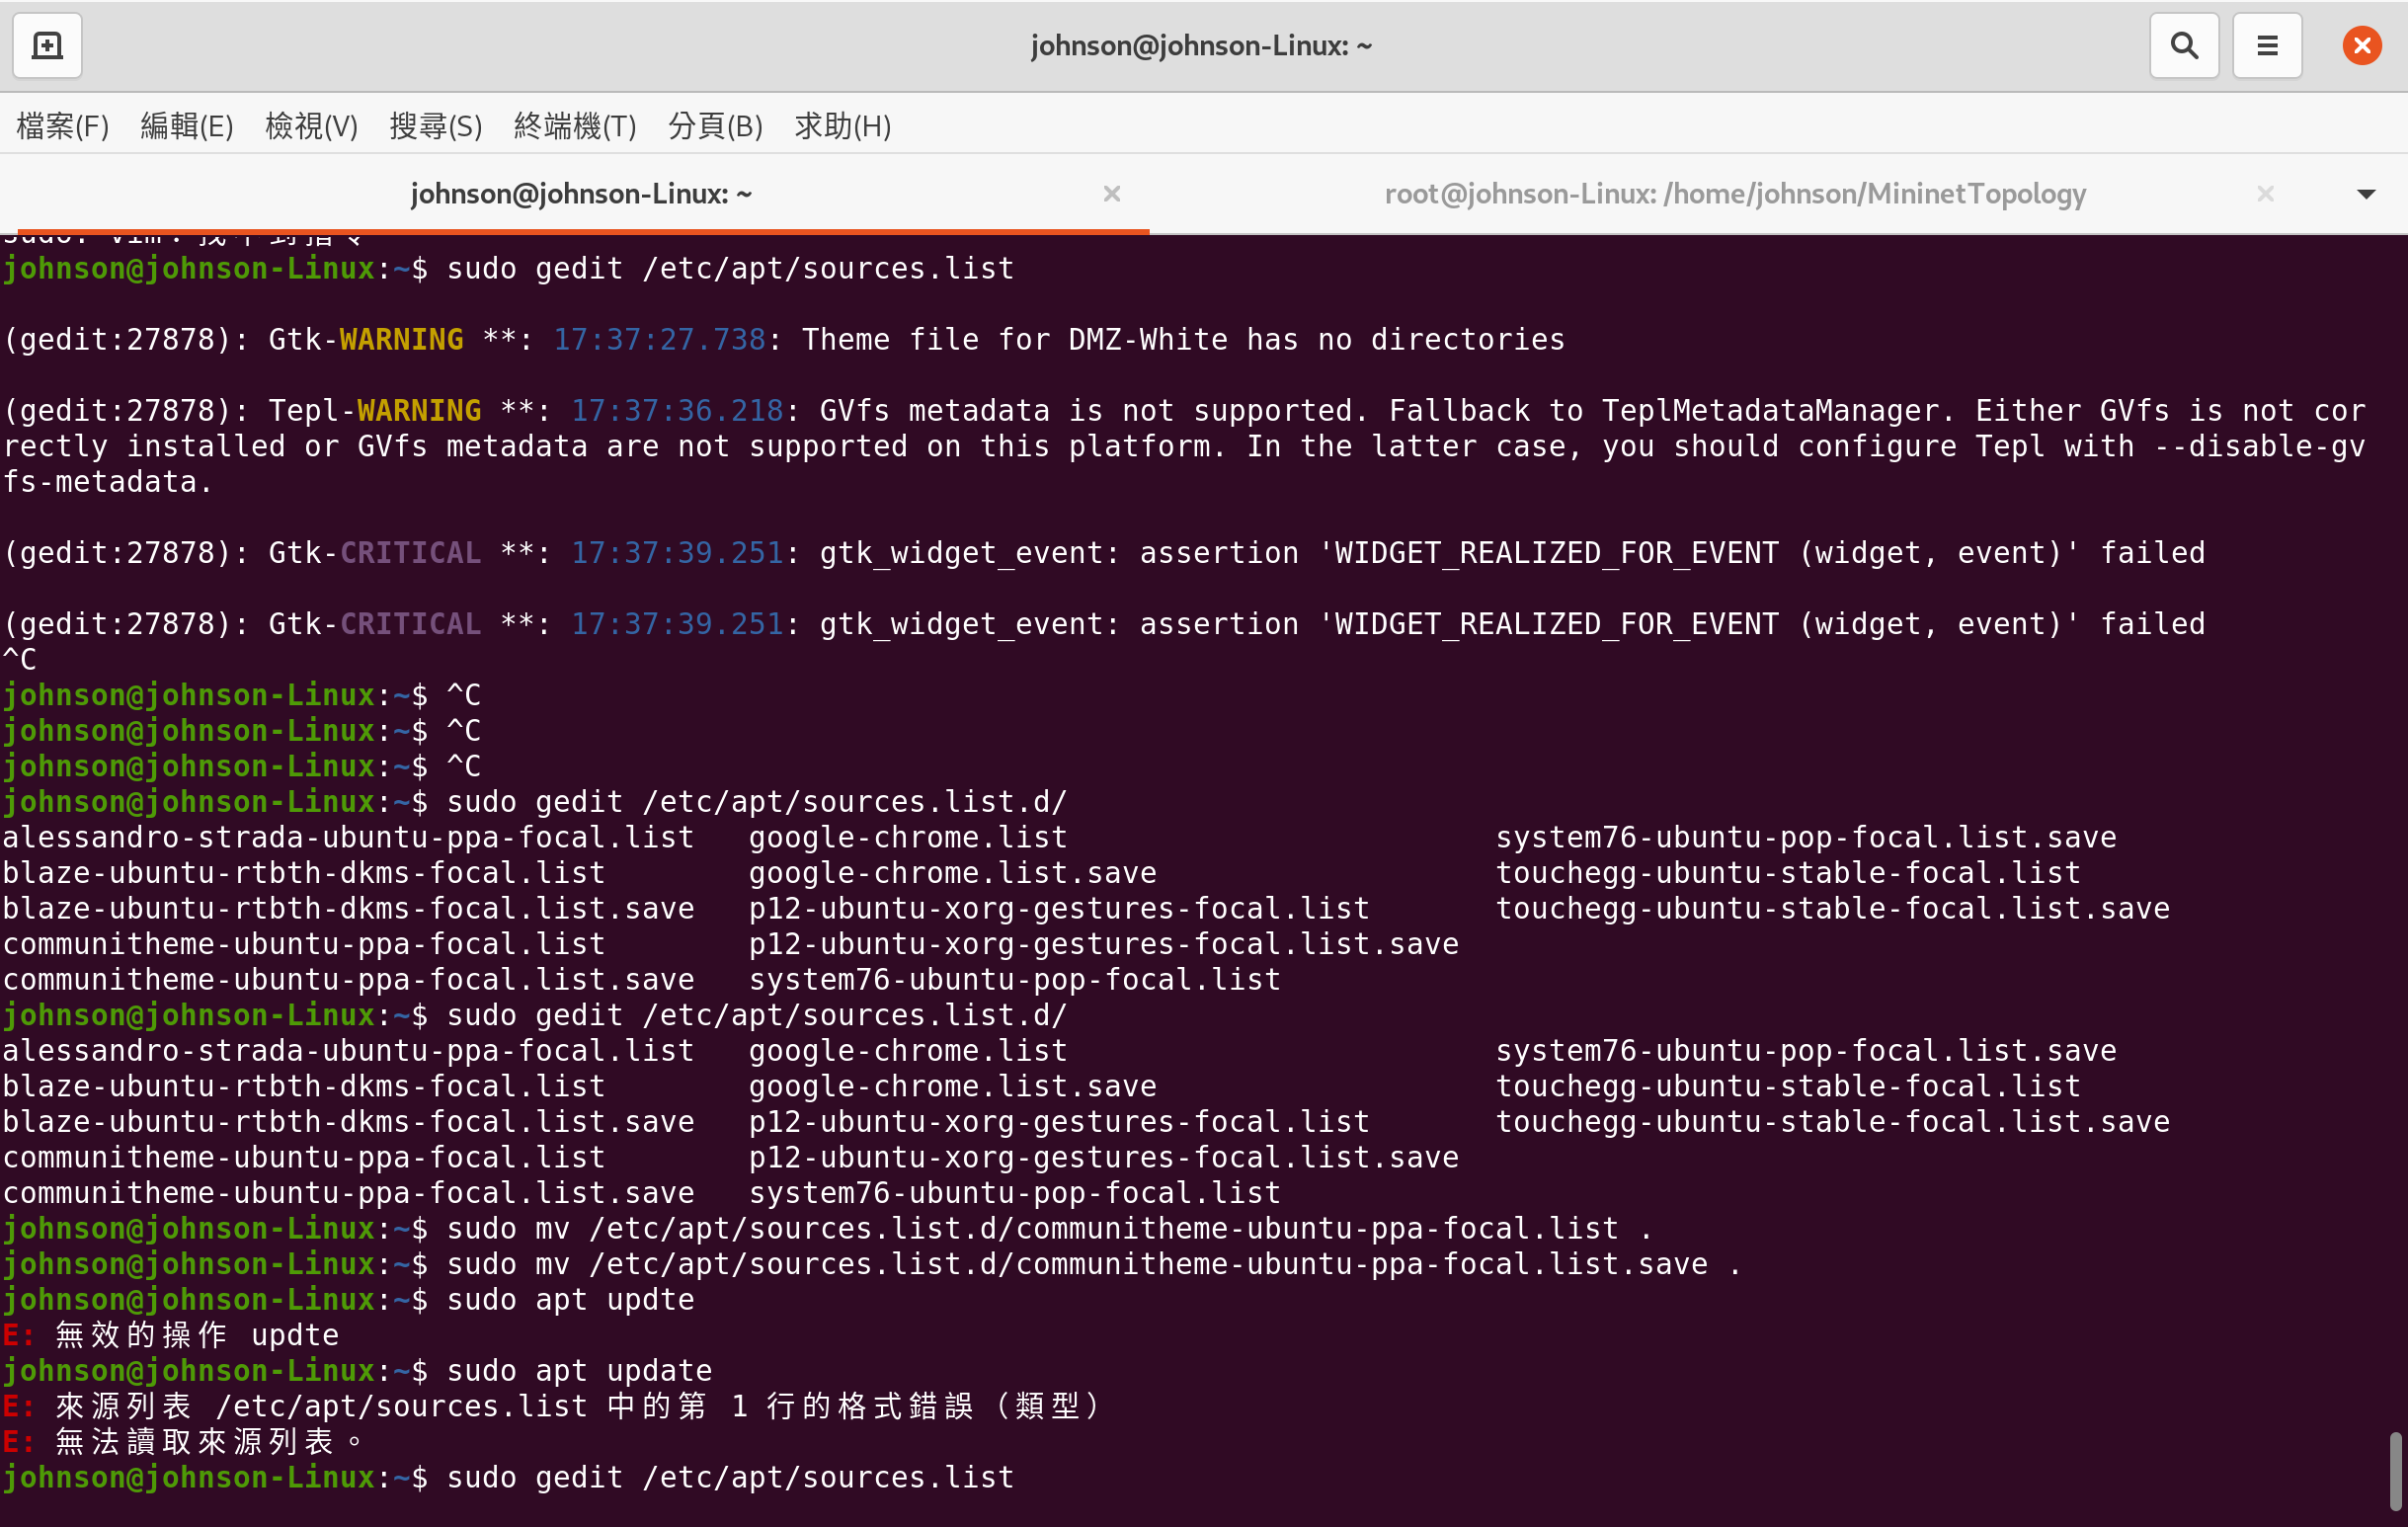 johnson@johnson-Linux: ~
檔案(F) 編輯(E) 檢視(V) 搜尋(S) 終端機(T) 分頁(B) 求助(H)
johnson@johnson-Linux: ~ root@johnson-Linux: /home/johnson/MininetTopology
sudo: vim：找不到指令
johnson@johnson-Linux:~$ sudo gedit /etc/apt/sources.list
(gedit:27878): Gtk-WARNING **: 17:37:27.738: Theme file for DMZ-White has no directories
(gedit:27878): Tepl-WARNING **: 17:37:36.218: GVfs metadata is not supported. Fallback to TeplMetadataManager. Either GVfs is not cor
rectly installed or GVfs metadata are not supported on this platform. In the latter case, you should configure Tepl with --disable-gv
fs-metadata.
(gedit:27878): Gtk-CRITICAL **: 17:37:39.251: gtk_widget_event: assertion 'WIDGET_REALIZED_FOR_EVENT (widget, event)' failed
(gedit:27878): Gtk-CRITICAL **: 17:37:39.251: gtk_widget_event: assertion 'WIDGET_REALIZED_FOR_EVENT (widget, event)' failed
^C
johnson@johnson-Linux:~$ ^C
johnson@johnson-Linux:~$ ^C
johnson@johnson-Linux:~$ ^C
johnson@johnson-Linux:~$ sudo gedit /etc/apt/sources.list.d/
alessandro-strada-ubuntu-ppa-focal.list google-chrome.list system76-ubuntu-pop-focal.list.save
blaze-ubuntu-rtbth-dkms-focal.list google-chrome.list.save touchegg-ubuntu-stable-focal.list
blaze-ubuntu-rtbth-dkms-focal.list.save p12-ubuntu-xorg-gestures-focal.list touchegg-ubuntu-stable-focal.list.save
communitheme-ubuntu-ppa-focal.list p12-ubuntu-xorg-gestures-focal.list.save
communitheme-ubuntu-ppa-focal.list.save system76-ubuntu-pop-focal.list
johnson@johnson-Linux:~$ sudo gedit /etc/apt/sources.list.d/
alessandro-strada-ubuntu-ppa-focal.list google-chrome.list system76-ubuntu-pop-focal.list.save
blaze-ubuntu-rtbth-dkms-focal.list google-chrome.list.save touchegg-ubuntu-stable-focal.list
blaze-ubuntu-rtbth-dkms-focal.list.save p12-ubuntu-xorg-gestures-focal.list touchegg-ubuntu-stable-focal.list.save
communitheme-ubuntu-ppa-focal.list p12-ubuntu-xorg-gestures-focal.list.save
communitheme-ubuntu-ppa-focal.list.save system76-ubuntu-pop-focal.list
johnson@johnson-Linux:~$ sudo mv /etc/apt/sources.list.d/communitheme-ubuntu-ppa-focal.list .
johnson@johnson-Linux:~$ sudo mv /etc/apt/sources.list.d/communitheme-ubuntu-ppa-focal.list.save .
johnson@johnson-Linux:~$ sudo apt updte
E: 無效的操作 updte
johnson@johnson-Linux:~$ sudo apt update
E: 來源列表 /etc/apt/sources.list 中的第 1 行的格式錯誤（類型）
E: 無法讀取來源列表。
johnson@johnson-Linux:~$ sudo gedit /etc/apt/sources.list